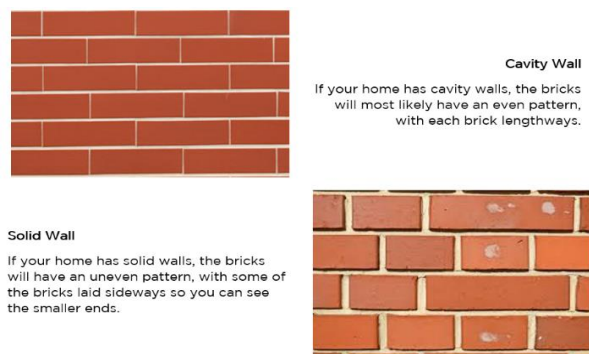 Cavity Wall
If your home has cavity walls, the bricks
will most likely have an even pattern,
with each brick lengthways.
Solid Wall
If your home has solid walls, the bricks
will have an uneven pattern, with some of
the bricks laid sideways so you can see
the smaller ends.